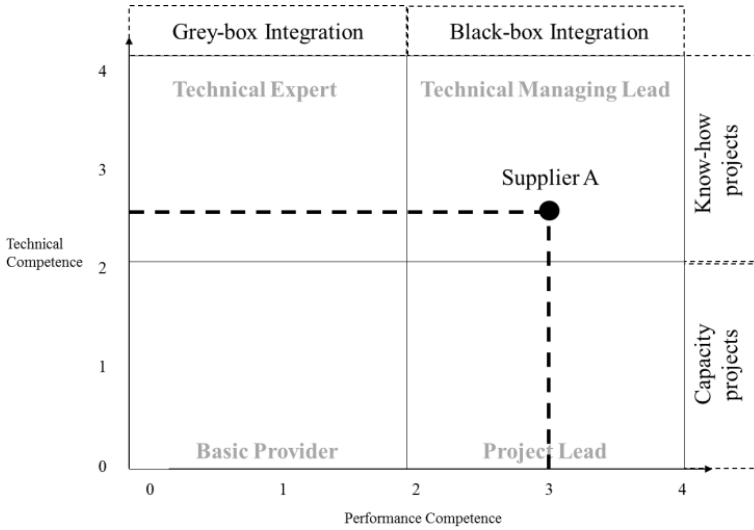 Grey-box Integration
Black-box Integration
4
Technical Expert
Technical Managing Lead
3
Supplier A
Know-how
projects
Technical
Competence
2
1
Capacity
projects
Basic Provider
Project Lead
0
0
1
2
3
4
Performance Competence